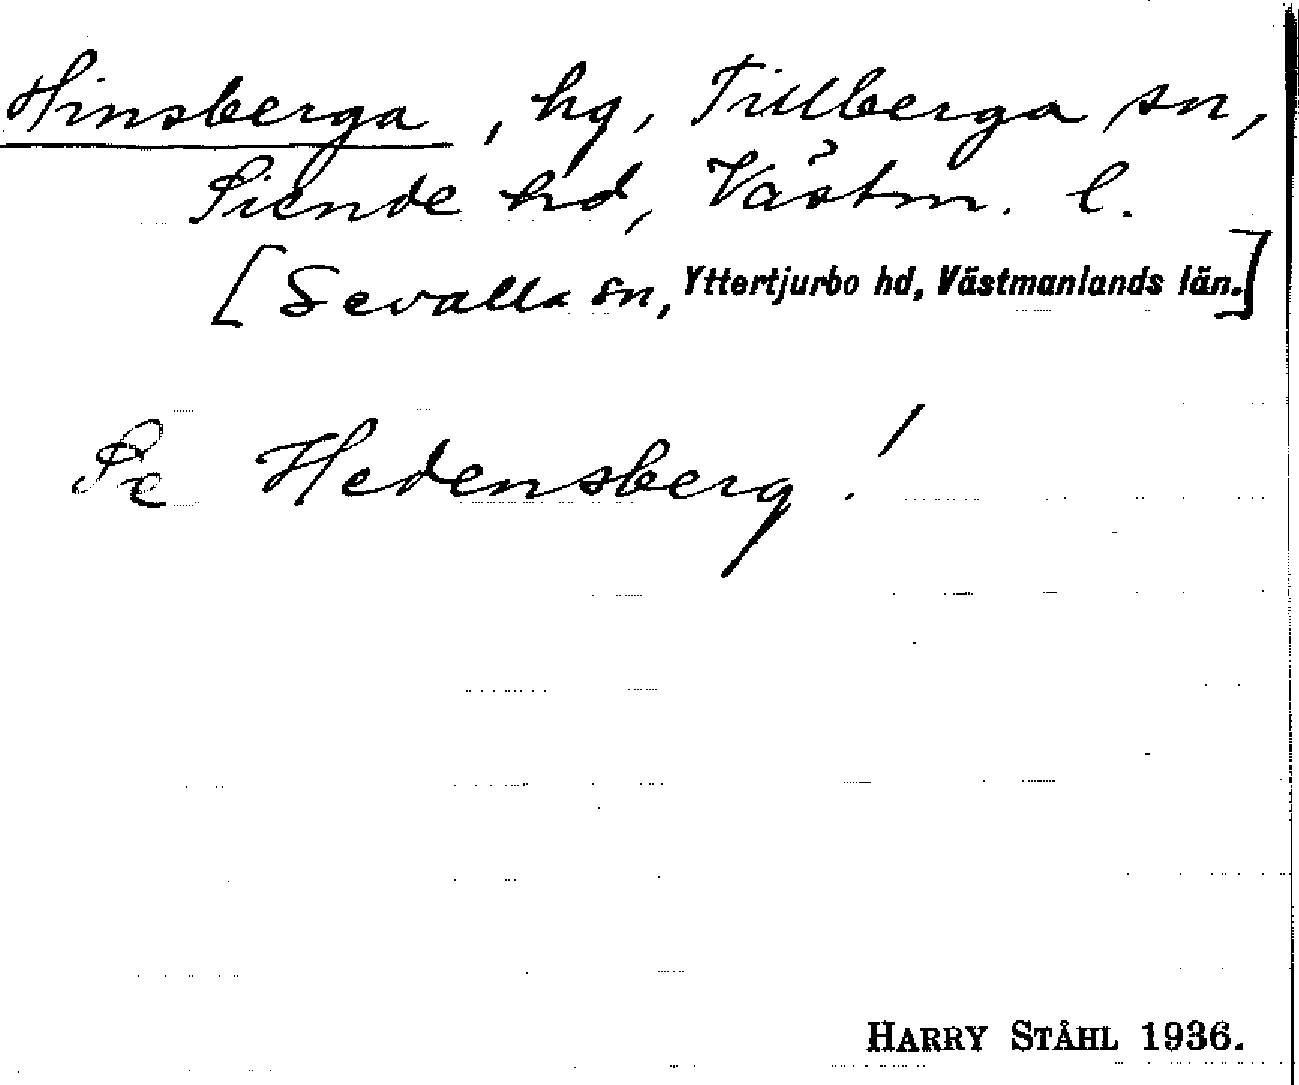 Hinsberga, hg, Tillberga sn,
Siende hd, Västm. l.
[Sevalla sn, Yttertjurbo hd, Västmanlands län.]
Se Hedensberg!
HARRY STÅHL 1936.